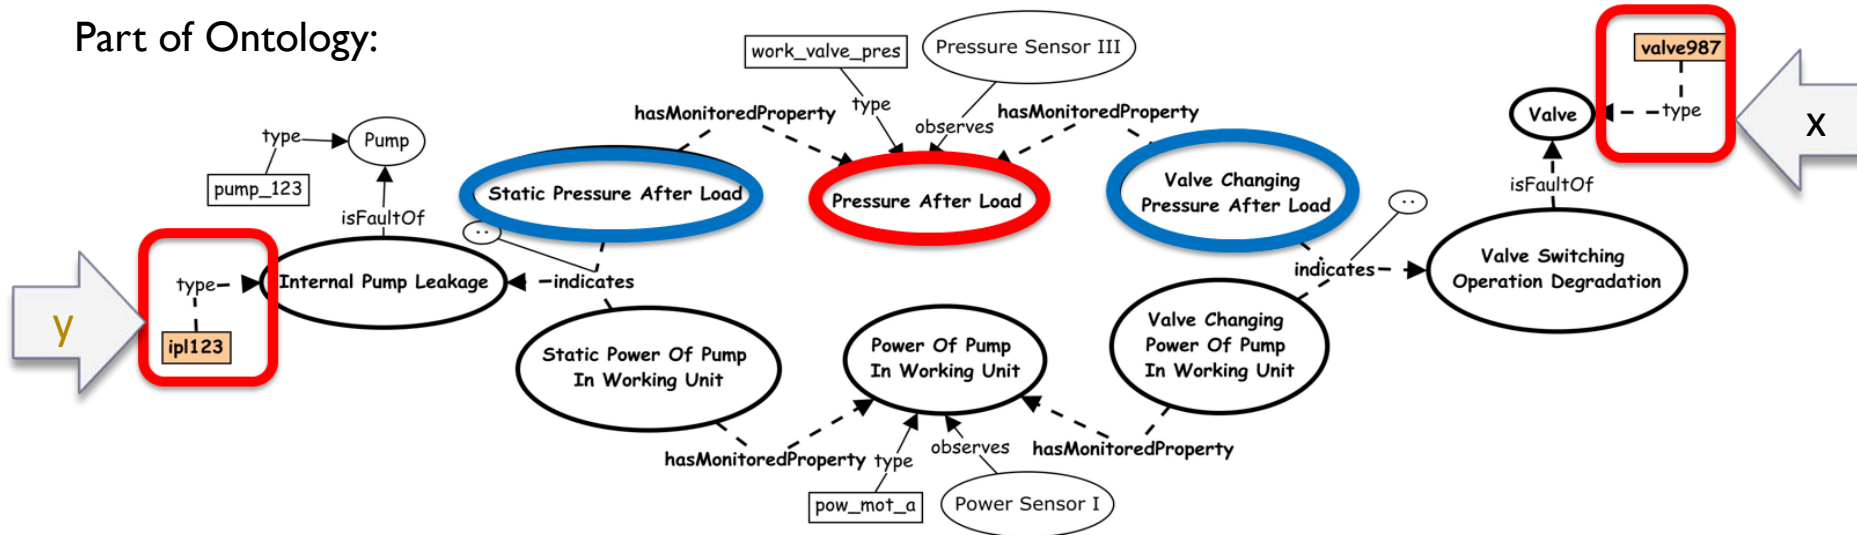 Part of Ontology:
work_valve_pres
Pressure Sensor III
valve987
type
hasMonitoredProperty
observes
hasMonitoredProperty
type
Valve
x
type
Pump
pump_123
isFaultOf
Static Pressure After Load
Pressure After Load
Valve Changing
Pressure After Load
isFaultOf
..
..
type
Internal Pump Leakage
indicates
indicates
Valve Switching
Operation Degradation
y
ipl123
Static Power Of Pump
In Working Unit
Power Of Pump
In Working Unit
Valve Changing
Power Of Pump
In Working Unit
hasMonitoredProperty
type
observes
hasMonitoredProperty
pow_mot_a
Power Sensor I